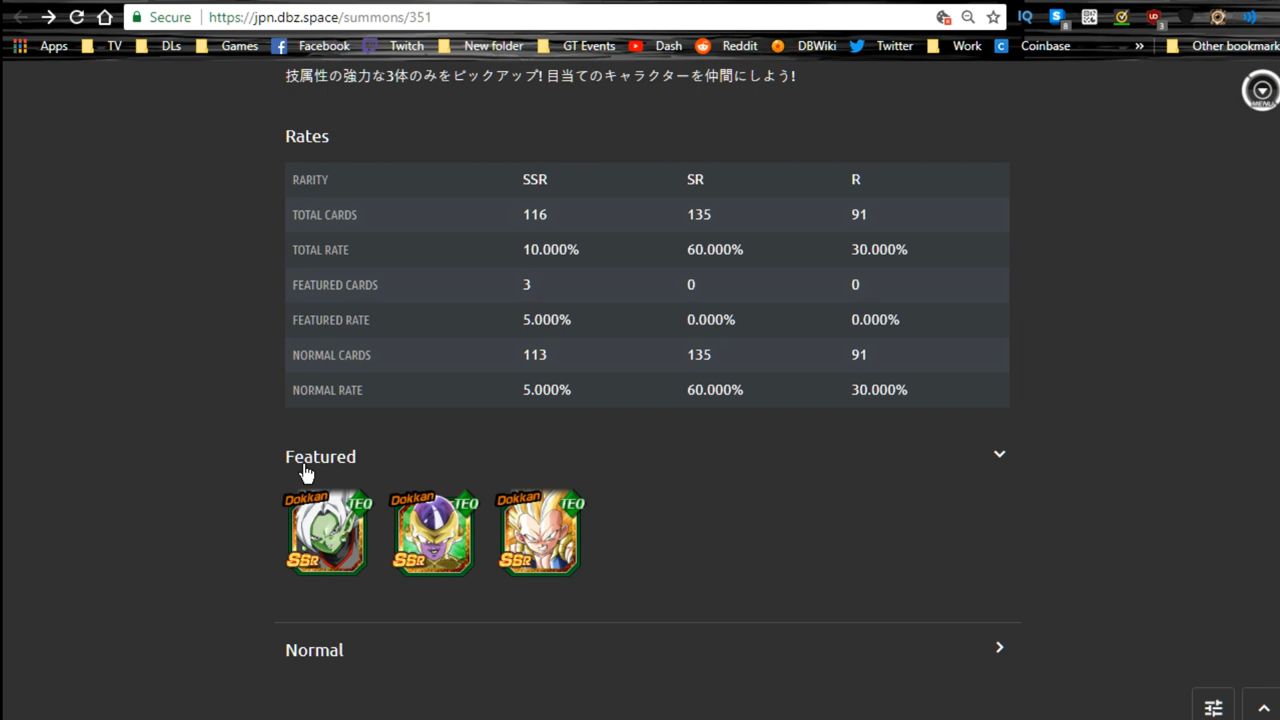 Secure https://jpn.dbz.space/summons/351 IQ 8 UD 3
Apps TV DLs Games Facebook Twitch New folder GT Events Dash Reddit DBWiki Twitter Work C Coinbase » Other bookmark
技属性の強力な3体のみをピックアップ! 目当てのキャラクターを仲間にしよう!
MENU
Rates
RARITY SSR SR R
TOTAL CARDS 116 135 91
TOTAL RATE 10.000% 60.000% 30.000%
FEATURED CARDS 3 0 0
FEATURED RATE 5.000% 0.000% 0.000%
NORMAL CARDS 113 135 91
NORMAL RATE 5.000% 60.000% 30.000%
Featured
Dokkan TEQ Dokkan TEQ Dokkan TEQ
SSR SSR SSR
Normal